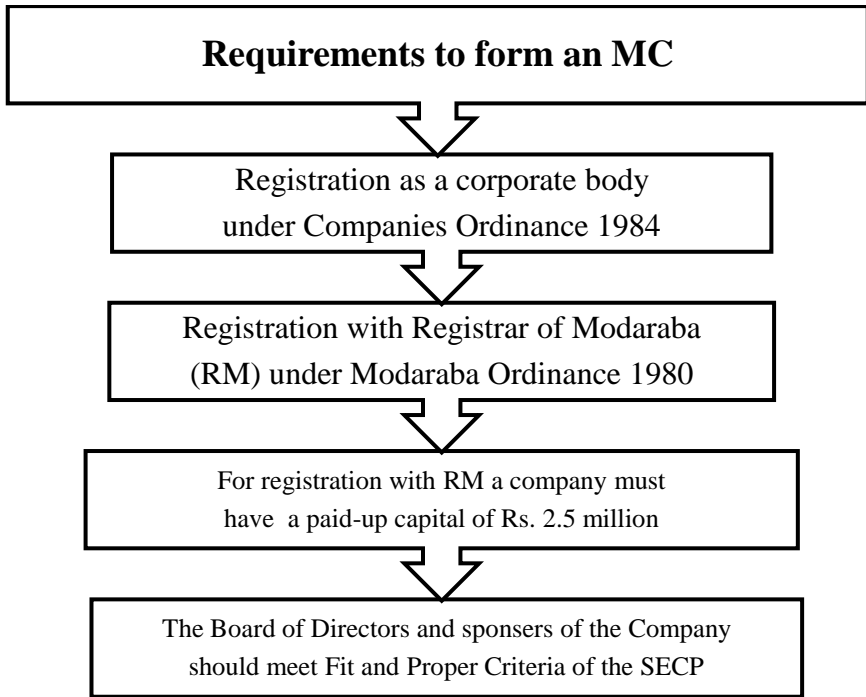 Requirements to form an MC
Registration as a corporate body
under Companies Ordinance 1984
Registration with Registrar of Modaraba
(RM) under Modaraba Ordinance 1980
For registration with RM a company must
have a paid-up capital of Rs. 2.5 million
The Board of Directors and sponsers of the Company
should meet Fit and Proper Criteria of the SECP